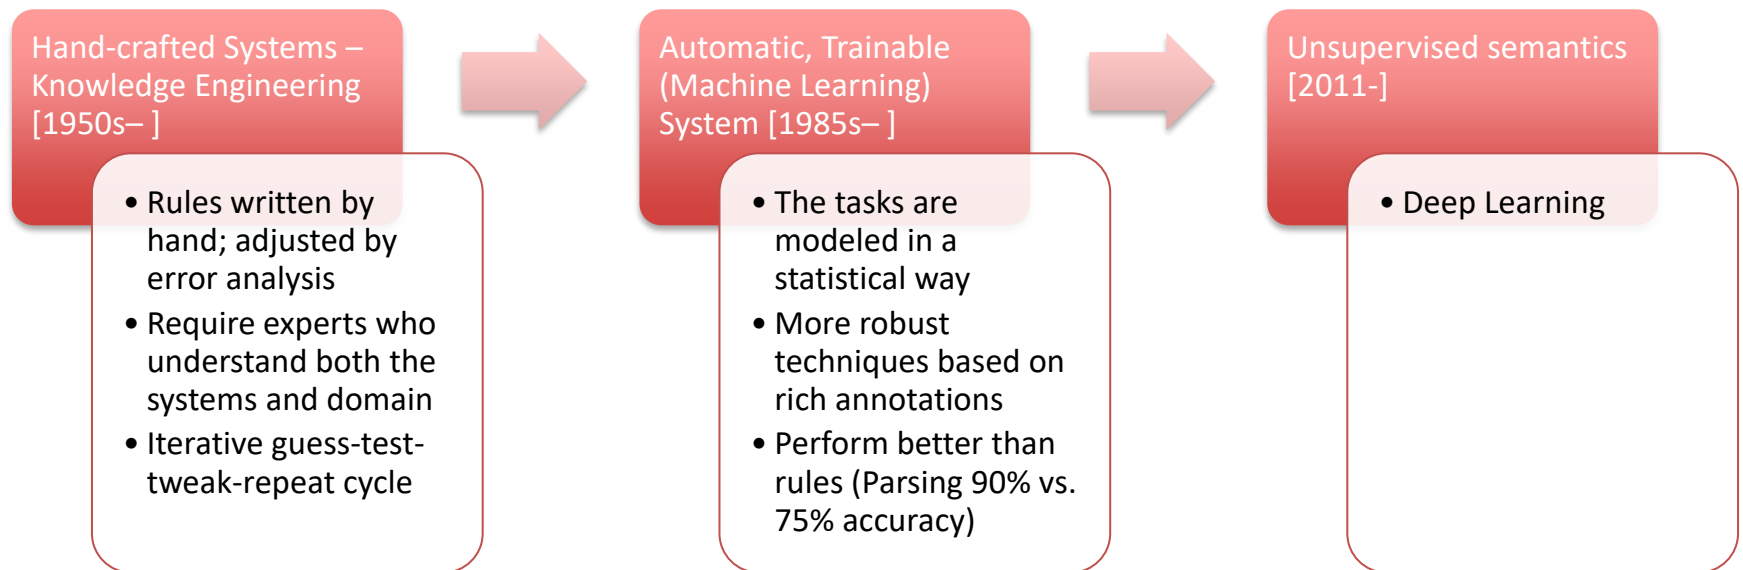 Hand-crafted Systems –
Knowledge Engineering
[1950s– ]
• Rules written by
hand; adjusted by
error analysis
• Require experts who
understand both the
systems and domain
• Iterative guess-test-
tweak-repeat cycle
Automatic, Trainable
(Machine Learning)
System [1985s– ]
• The tasks are
modeled in a
statistical way
• More robust
techniques based on
rich annotations
• Perform better than
rules (Parsing 90% vs.
75% accuracy)
Unsupervised semantics
[2011-]
• Deep Learning